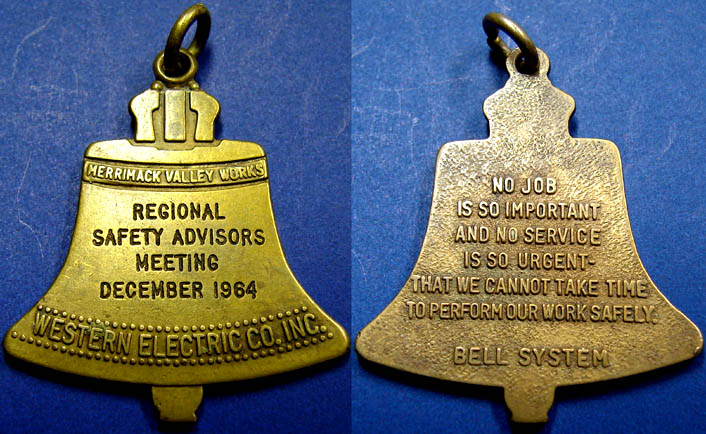 MERRIMACK VALLEY WORKS
REGIONAL
SAFETY ADVISORS
MEETING
DECEMBER 1964
WESTERN ELECTRIC CO. INC.
NO JOB
IS SO IMPORTANT
AND NO SERVICE
IS SO URGENT-
THAT WE CANNOT TAKE TIME
TO PERFORM OUR WORK SAFELY.
BELL SYSTEM